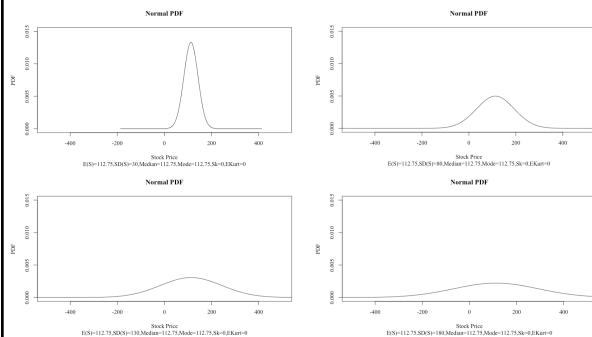 Normal PDF
PDF
0.000 0.005 0.010 0.015
-400 -200 0 200 400
Stock Price
E(S)=112.75,SD(S)=30,Median=112.75,Mode=112.75,Sk=0,EKurt=0
Normal PDF
PDF
0.000 0.005 0.010 0.015
-400 -200 0 200 400
Stock Price
E(S)=112.75,SD(S)=80,Median=112.75,Mode=112.75,Sk=0,EKurt=0
Normal PDF
PDF
0.000 0.005 0.010 0.015
-400 -200 0 200 400
Stock Price
E(S)=112.75,SD(S)=130,Median=112.75,Mode=112.75,Sk=0,EKurt=0
Normal PDF
PDF
0.000 0.005 0.010 0.015
-400 -200 0 200 400
Stock Price
E(S)=112.75,SD(S)=180,Median=112.75,Mode=112.75,Sk=0,EKurt=0